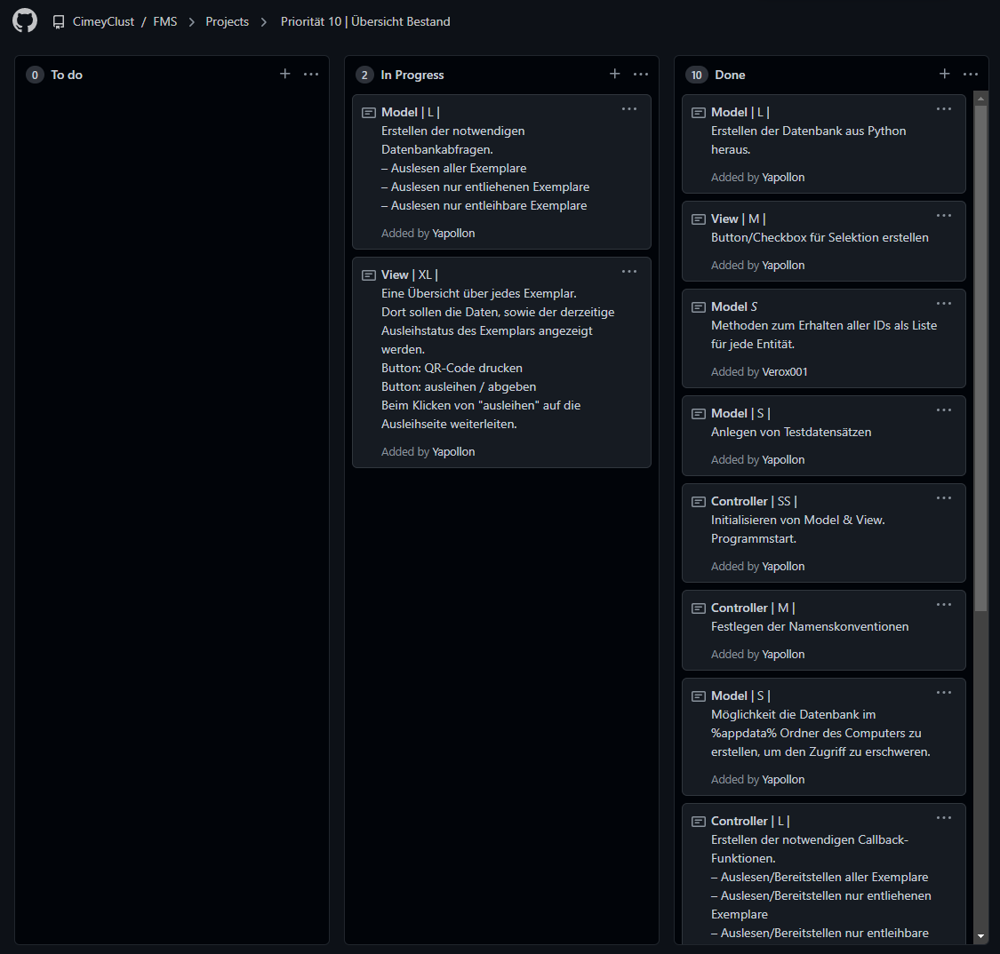 CimeyClust / FMS > Projects > Priorität 10 | Übersicht Bestand
0 To do
2 In Progress
Model | L |
Erstellen der notwendigen
Datenbankabfragen.
– Auslesen aller Exemplare
– Auslesen nur entliehenen Exemplare
– Auslesen nur entleihbare Exemplare
Added by Yapollon
View | XL |
Eine Übersicht über jedes Exemplar.
Dort sollen die Daten, sowie der derzeitige
Ausleihstatus des Exemplars angezeigt
werden.
Button: QR-Code drucken
Button: ausleihen / abgeben
Beim Klicken von "ausleihen" auf die
Ausleihseite weiterleiten.
Added by Yapollon
10 Done
Model | L |
Erstellen der Datenbank aus Python
heraus.
Added by Yapollon
View | M |
Button/Checkbox für Selektion erstellen
Added by Yapollon
Model S
Methoden zum Erhalten aller IDs als Liste
für jede Entität.
Added by Verox001
Model | S |
Anlegen von Testdatensätzen
Added by Yapollon
Controller | SS |
Initialisieren von Model & View.
Programmstart.
Added by Yapollon
Controller | M |
Festlegen der Namenskonventionen
Added by Yapollon
Model | S |
Möglichkeit die Datenbank im
%appdata% Ordner des Computers zu
erstellen, um den Zugriff zu erschweren.
Added by Yapollon
Controller | L |
Erstellen der notwendigen Callback-
Funktionen.
– Auslesen/Bereitstellen aller Exemplare
– Auslesen/Bereitstellen nur entliehenen
Exemplare
– Auslesen/Bereitstellen nur entleihbare